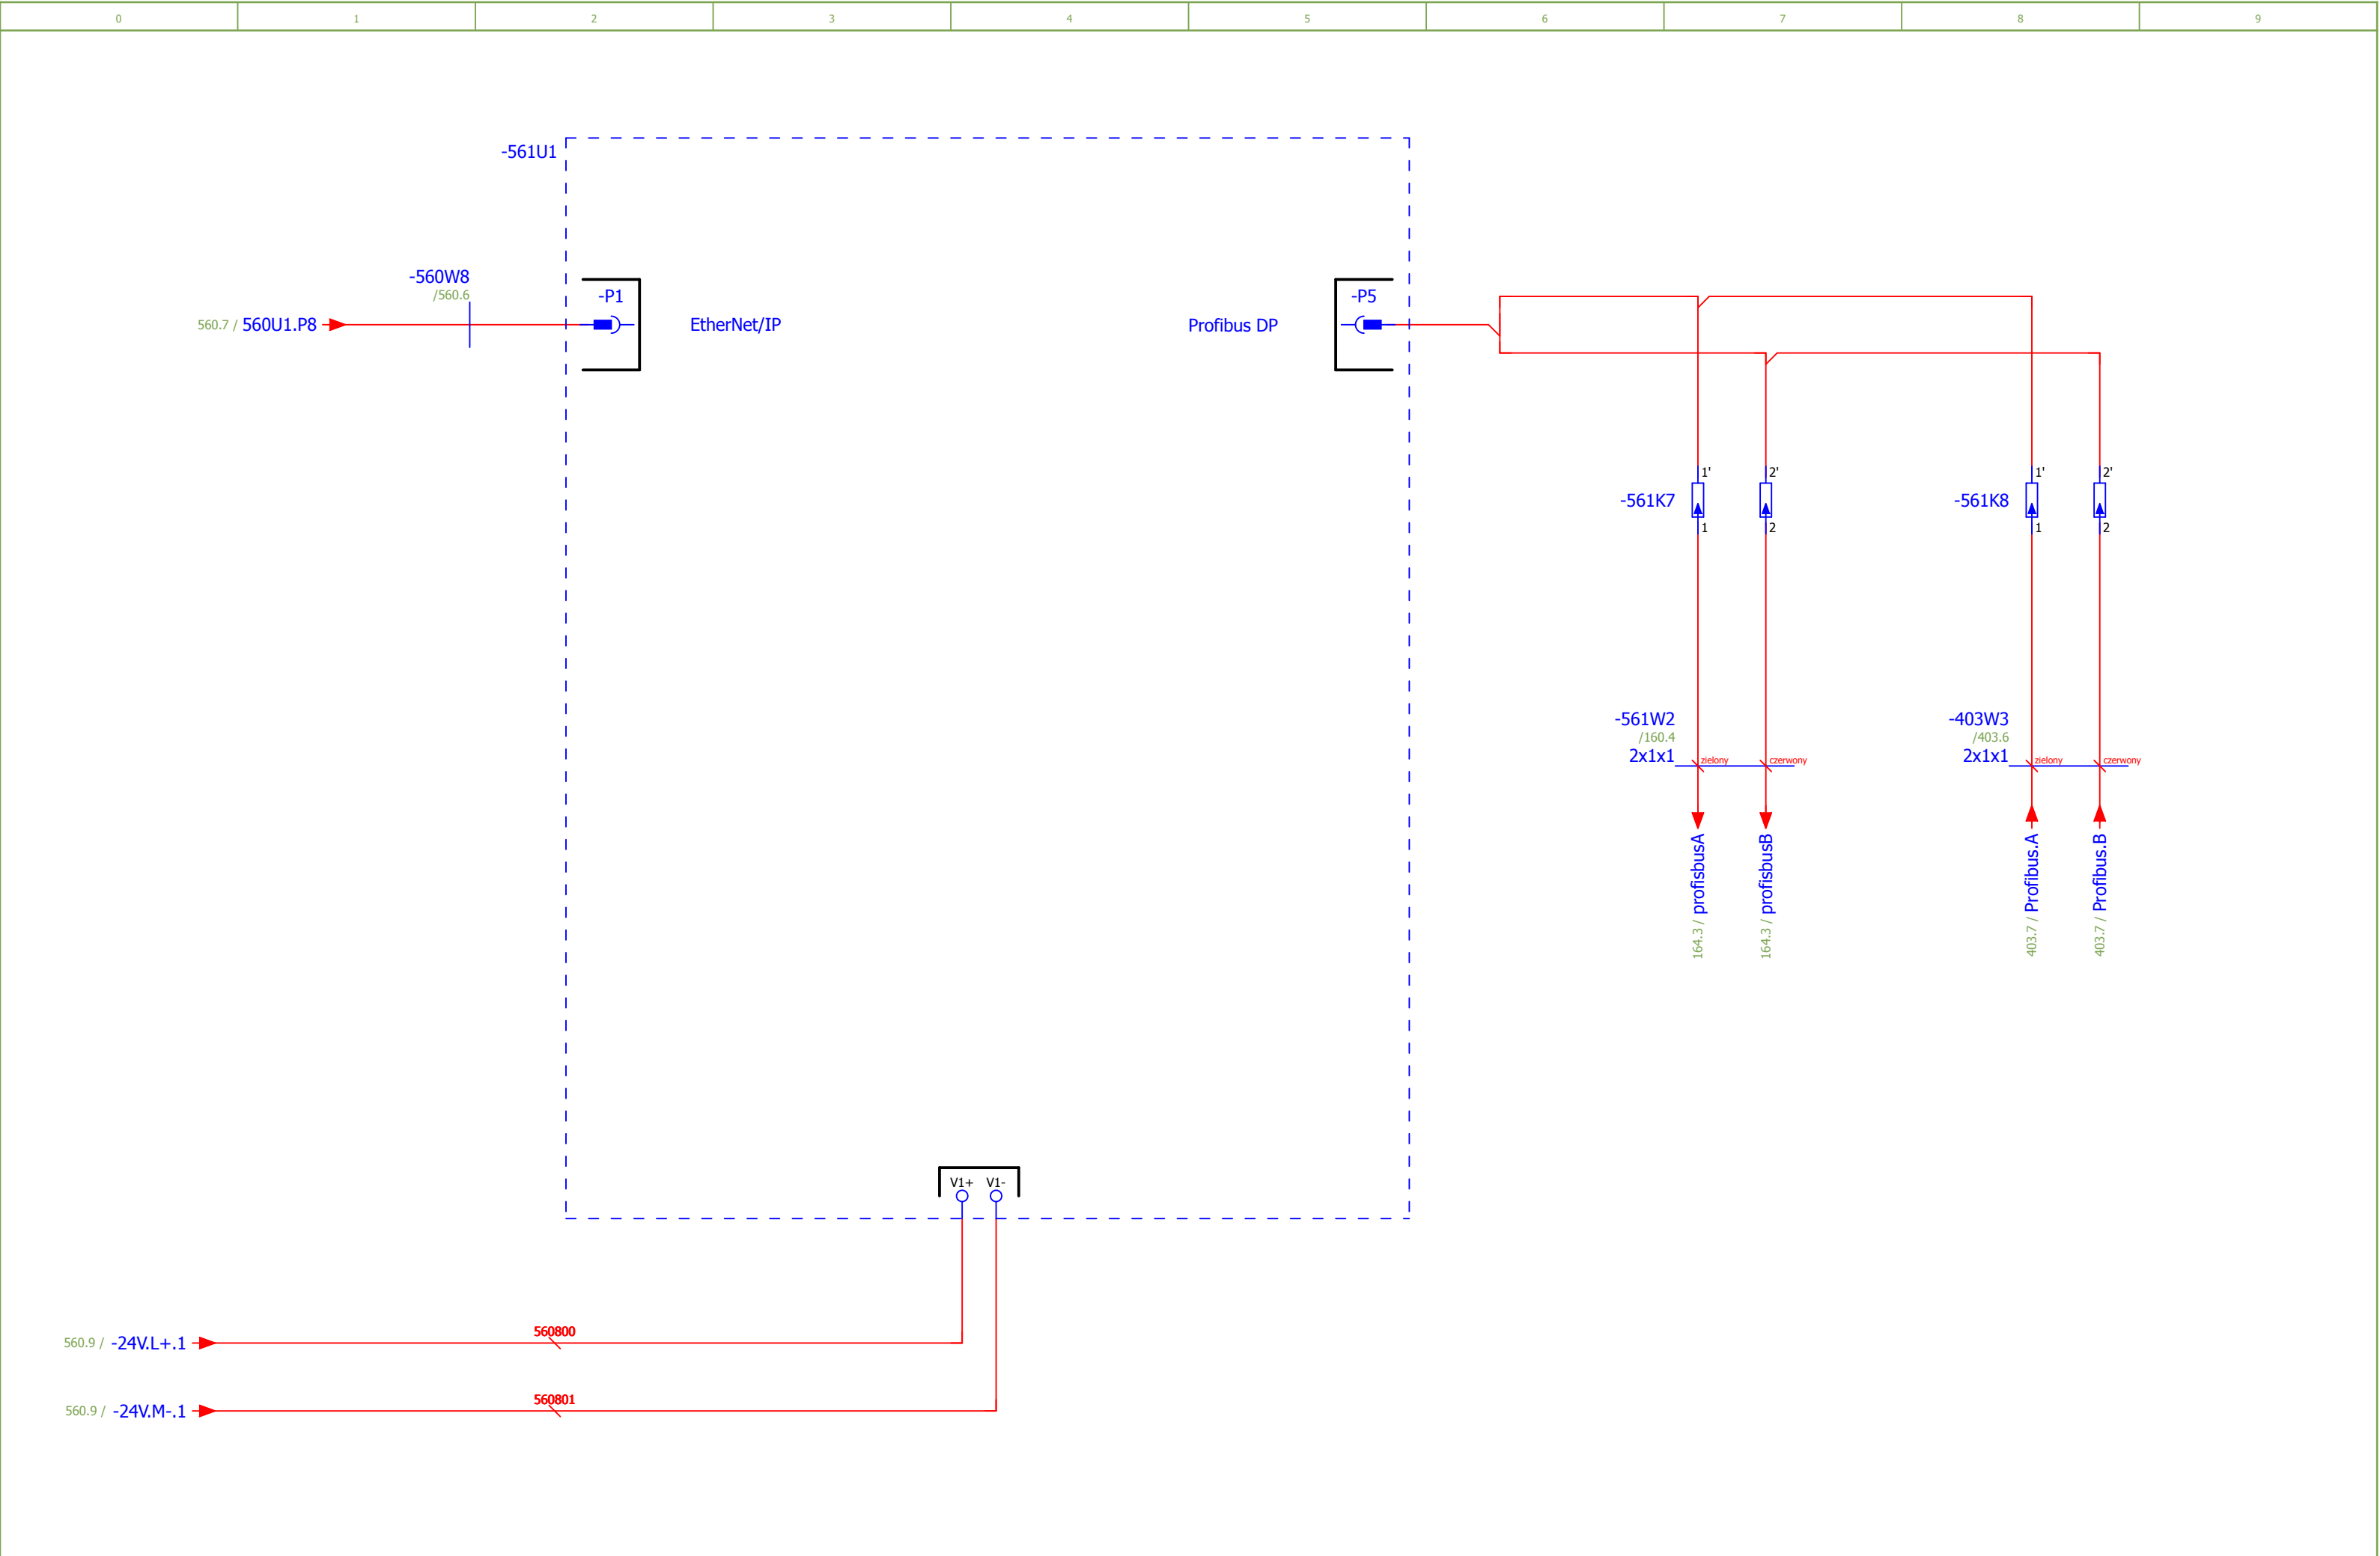 0 1 2 3 4 5 6 7 8 9
-561U1
-560W8
/560.6
560.7 / 560U1.P8
-P1
EtherNet/IP
Profibus DP
-P5
1' 2' 1' 2'
-561K7
-561K8
1 2 1 2
-561W2
/160.4
2x1x1
zielony czerwony
-403W3
/403.6
2x1x1
zielony czerwony
164.3 / profisbusA
164.3 / profisbusB
403.7 / Profibus.A
403.7 / Profibus.B
V1+ V1-
560800
560.9 / -24V.L+.1
560801
560.9 / -24V.M-.1